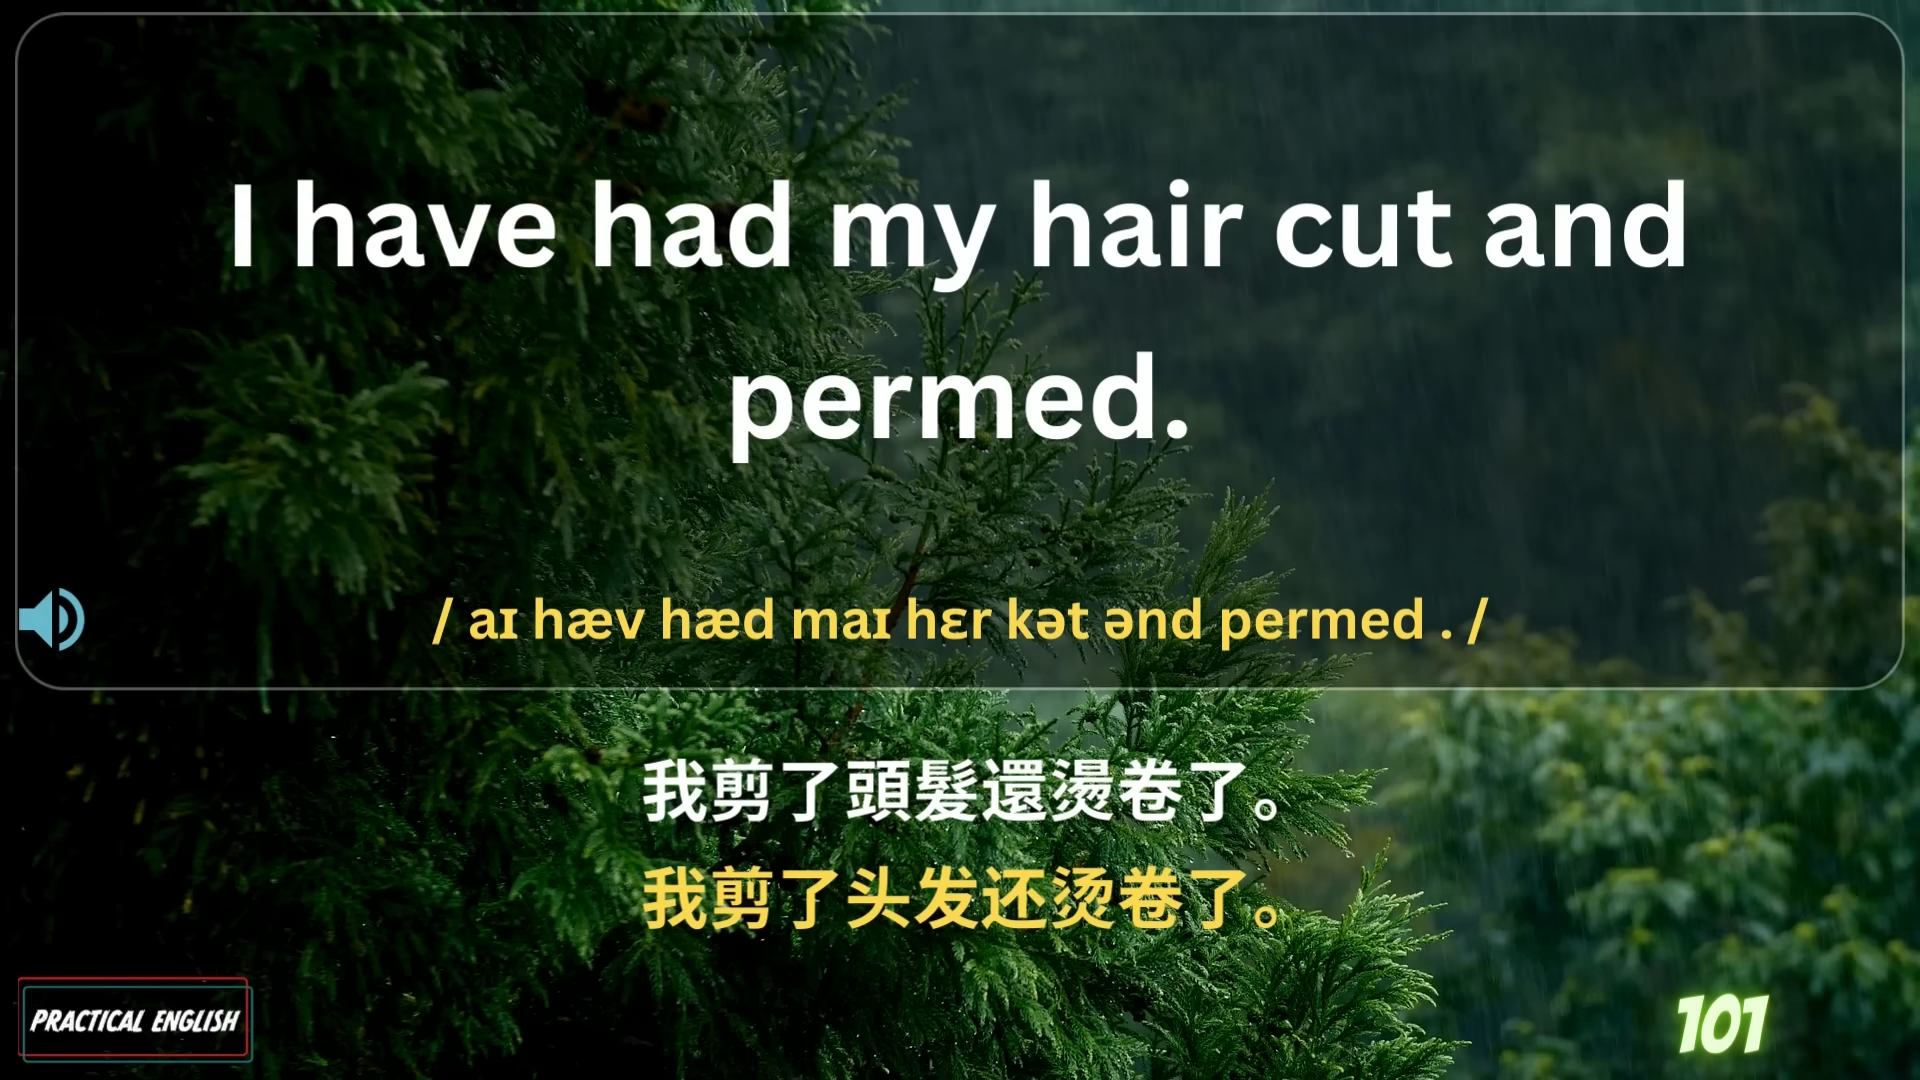 I have had my hair cut and
permed.
/ aɪ hæv hæd maɪ hɛr kət ənd permed . /
我剪了頭髮還燙卷了。
我剪了头发还烫卷了。
PRACTICAL ENGLISH
101